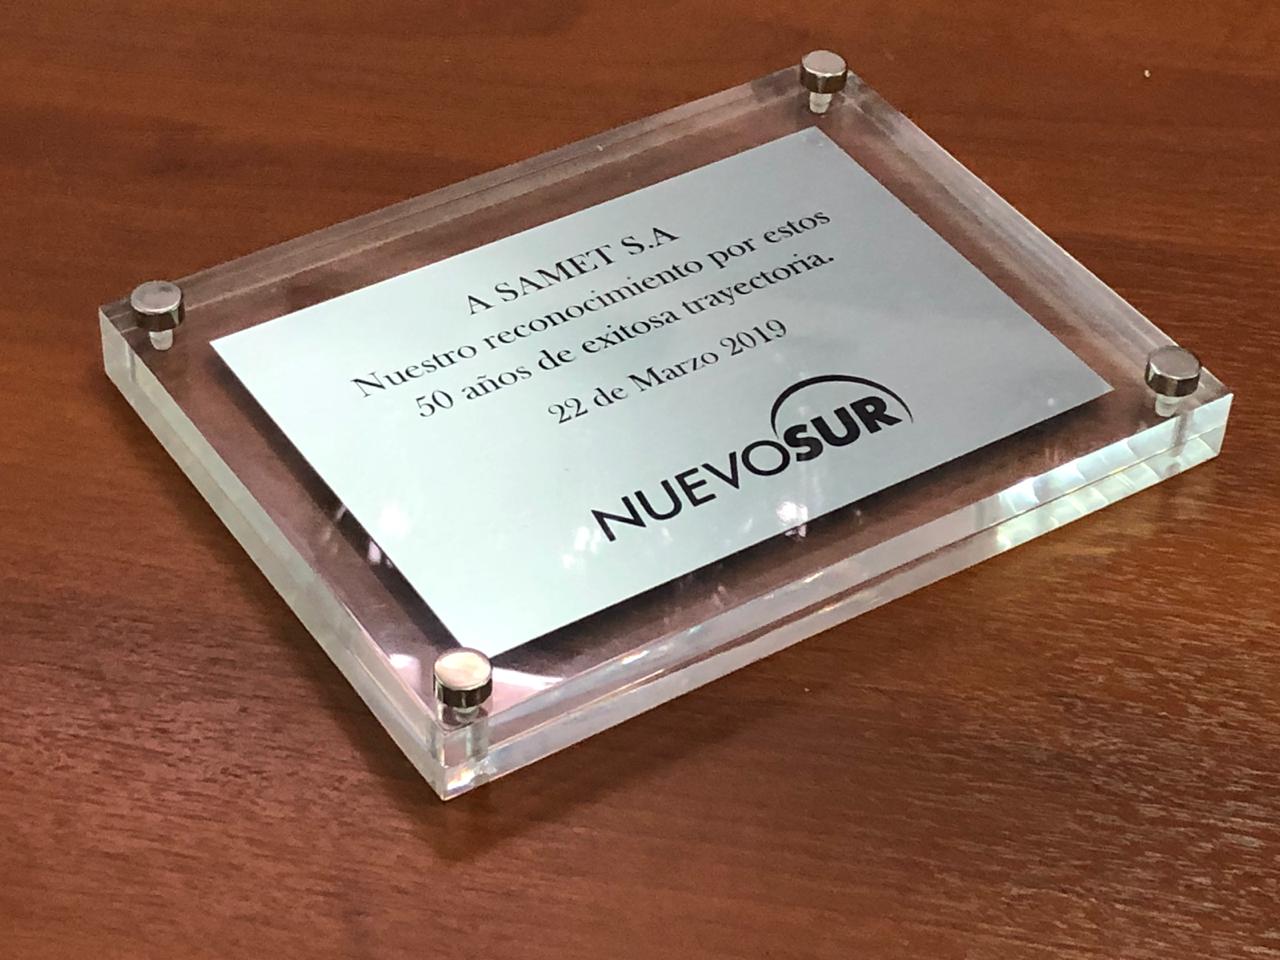 A SAMET S.A
Nuestro reconocimiento por estos
50 años de exitosa trayectoria.
22 de Marzo 2019
NUEVOSUR